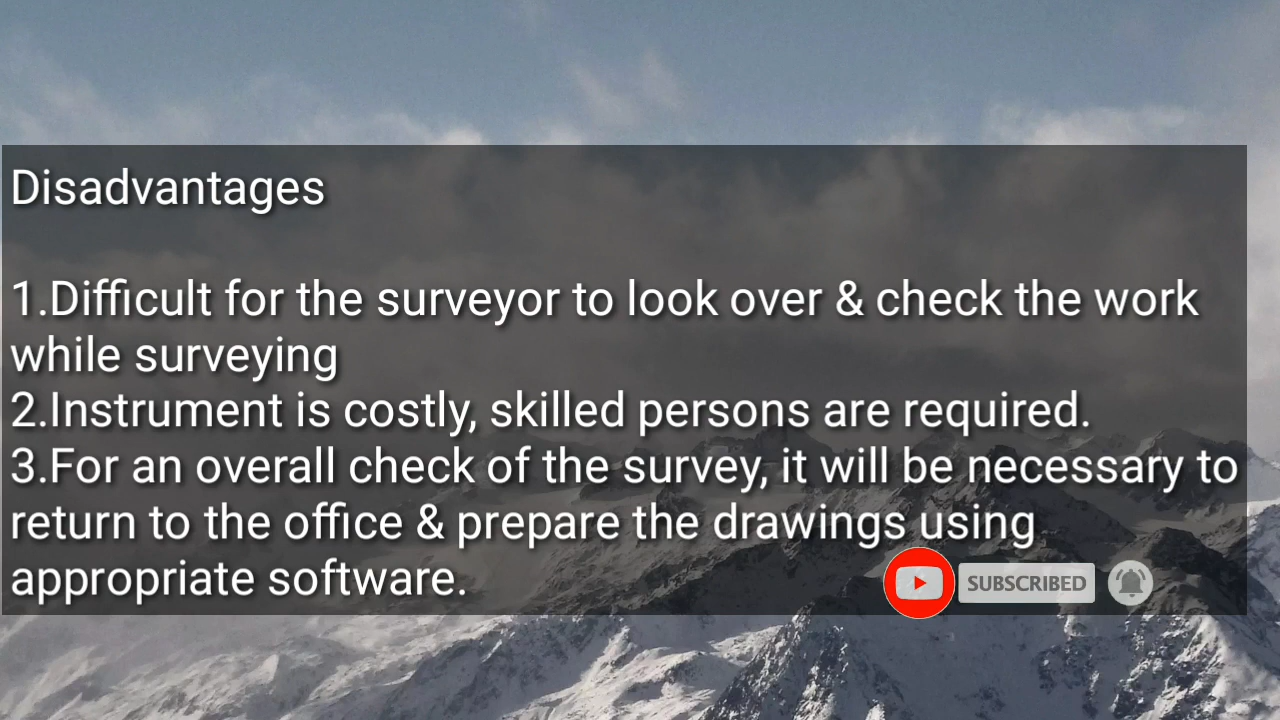 Disadvantages
1.Difficult for the surveyor to look over & check the work
while surveying
2.Instrument is costly, skilled persons are required.
3.For an overall check of the survey, it will be necessary to
return to the office & prepare the drawings using
appropriate software.
SUBSCRIBED